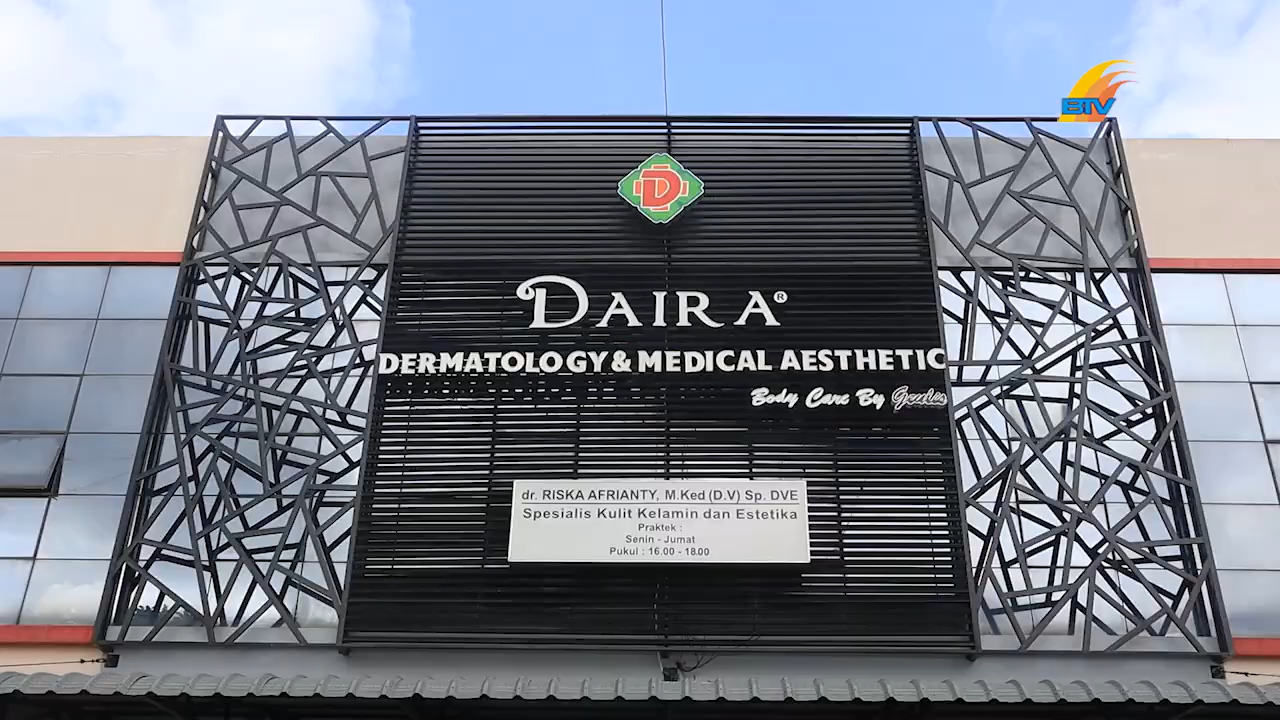 BTV
D
DAIRA®
DERMATOLOGY & MEDICAL AESTHETIC
Body Care By Gezeles
dr. RISKA AFRIANTY, M.Ked (D.V) Sp. DVE
Spesialis Kulit Kelamin dan Estetika
Praktek :
Senin - Jumat
Pukul : 16.00 - 18.00